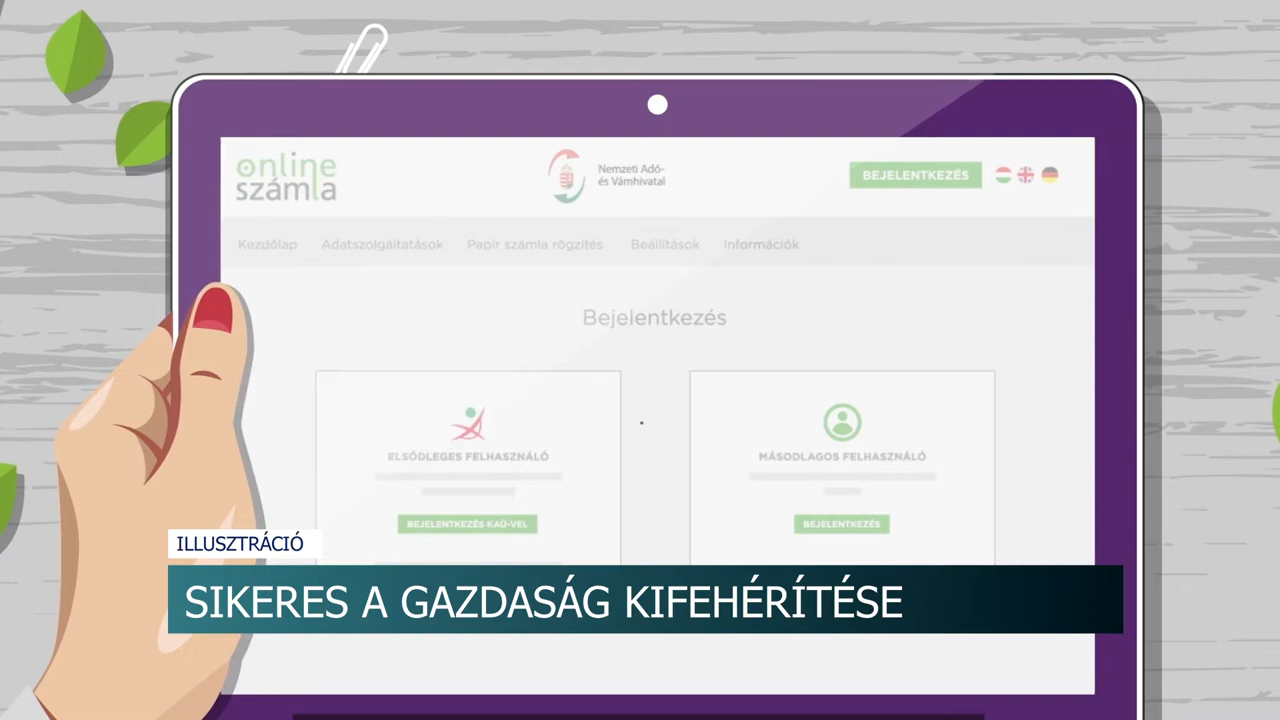 online
számla
Nemzeti Adó-
és Vámhivatal
BEJELENTKEZÉS
Kezdőlap Adatszolgáltatások Papír számla rögzítés Beállítások Információk
Bejelentkezés
ELSŐDLEGES FELHASZNÁLÓ
BEJELENTKEZÉS KAÜ-VEL
MÁSODLAGOS FELHASZNÁLÓ
BEJELENTKEZÉS
ILLUSZTRÁCIÓ
SIKERES A GAZDASÁG KIFEHÉRÍTÉSE